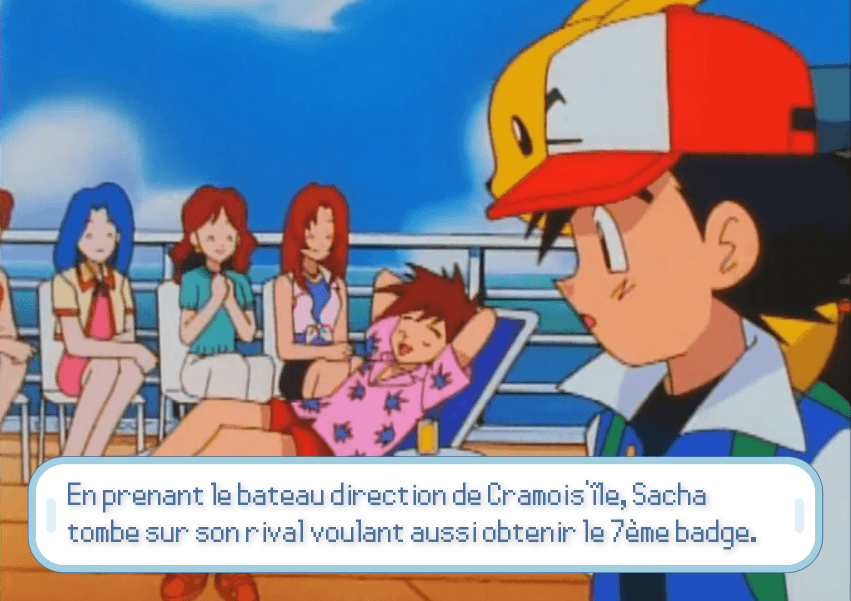 En prenant le bateau direction de Cramois'île, Sacha
tombe sur son rival voulant aussi obtenir le 7ème badge.